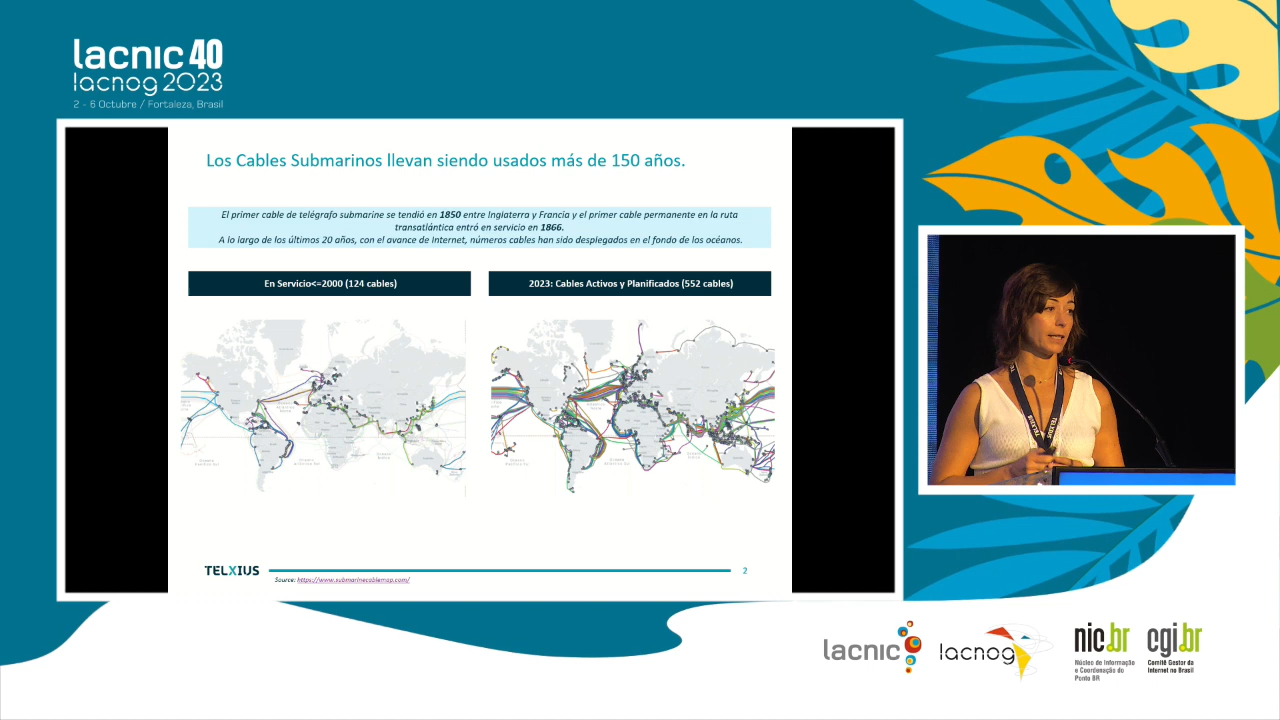 lacnic 40
lacnog 2023
2 - 6 Octubre / Fortaleza, Brasil
Los Cables Submarinos llevan siendo usados más de 150 años.
El primer cable de telégrafo submarine se tendió en 1850 entre Inglaterra y Francia y el primer cable permanente en la ruta
transatlántica entró en servicio en 1866.
A lo largo de los últimos 20 años, con el avance de Internet, números cables han sido desplegados en el fondo de los océanos.
En Servicio<=2000 (124 cables)
2023: Cables Activos y Planificados (552 cables)
TELXIUS
Source: https://www.submarinecablemap.com/
2
TELXIUS
TELXIUS
lacnic
lacnog
nic.br
Núcleo de Informação
e Coordenação do
Ponto BR
cgi.br
Comitê Gestor da
Internet no Brasil